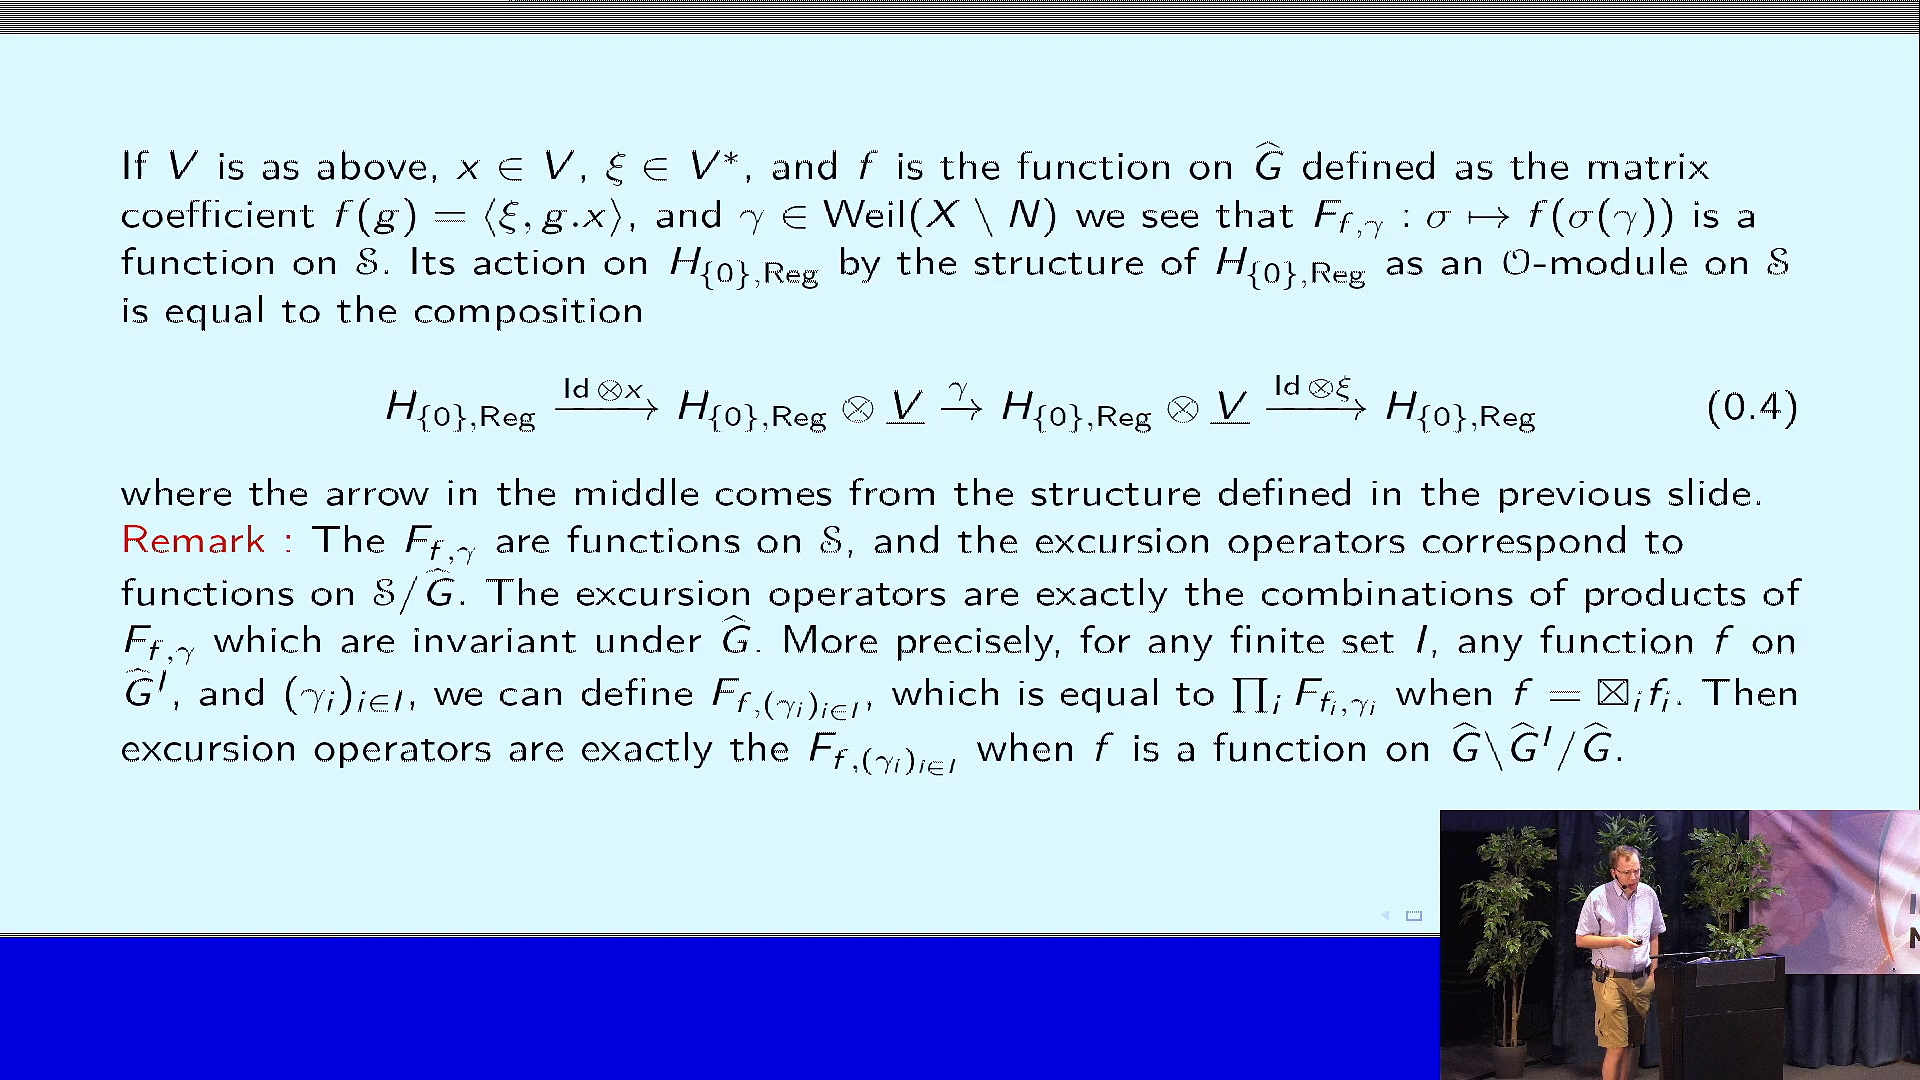 If V is as above, x ∈ V, ξ ∈ V*, and f is the function on Ĝ defined as the matrix
coefficient f(g) = ⟨ξ, g.x⟩, and γ ∈ Weil(X \ N) we see that F_{f,γ} : σ ↦ f(σ(γ)) is a
function on 𝒮. Its action on H_{{0},Reg} by the structure of H_{{0},Reg} as an 𝒪-module on 𝒮
is equal to the composition
H_{{0},Reg} \xrightarrow{Id ⊗x} H_{{0},Reg} ⊗ \underline{V} \xrightarrow{γ} H_{{0},Reg} ⊗ \underline{V} \xrightarrow{Id ⊗ξ} H_{{0},Reg} (0.4)
where the arrow in the middle comes from the structure defined in the previous slide.
Remark : The F_{f,γ} are functions on 𝒮, and the excursion operators correspond to
functions on 𝒮/Ĝ. The excursion operators are exactly the combinations of products of
F_{f,γ} which are invariant under Ĝ. More precisely, for any finite set I, any function f on
Ĝ^I, and (γ_i)_{i∈I}, we can define F_{f,(γ_i)_{i∈I}}, which is equal to ∏_i F_{f_i,γ_i} when f = ⊠_i f_i. Then
excursion operators are exactly the F_{f,(γ_i)_{i∈I}} when f is a function on Ĝ\Ĝ^I/Ĝ.